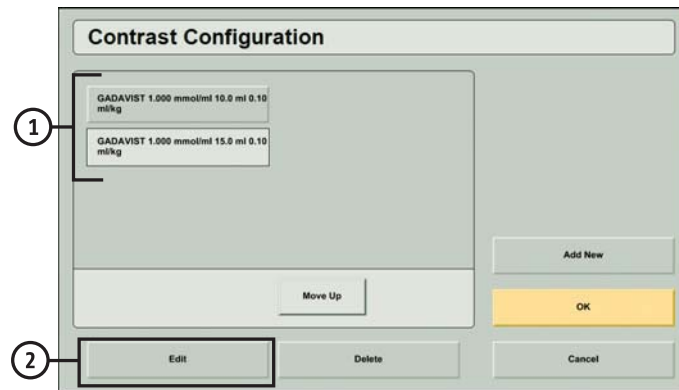 Contrast Configuration
1
GADAVIST 1.000 mmol/ml 10.0 ml 0.10
ml/kg
GADAVIST 1.000 mmol/ml 15.0 ml 0.10
ml/kg
Add New
Move Up
OK
2
Edit
Delete
Cancel